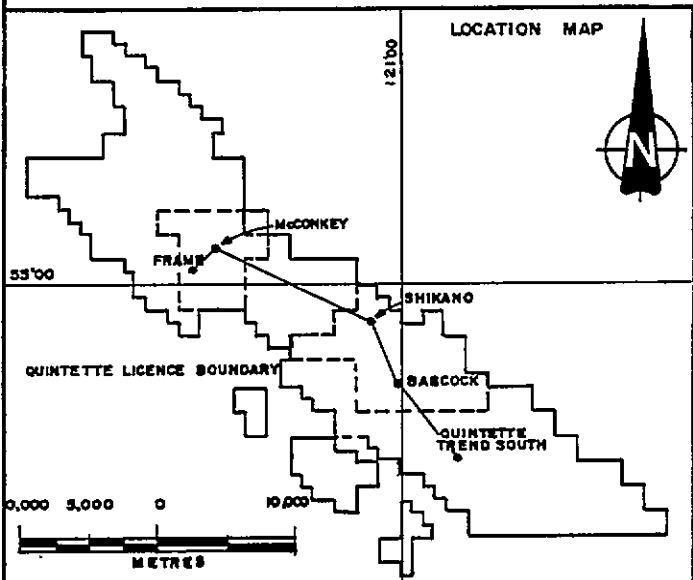 LOCATION MAP
121°00
N
McCONKEY
FRAME
55°00
SHIKANO
QUINTETTE LICENCE BOUNDARY
BABCOCK
QUINTETTE
TREND SOUTH
0,000 5,000 0 10,000
METRES